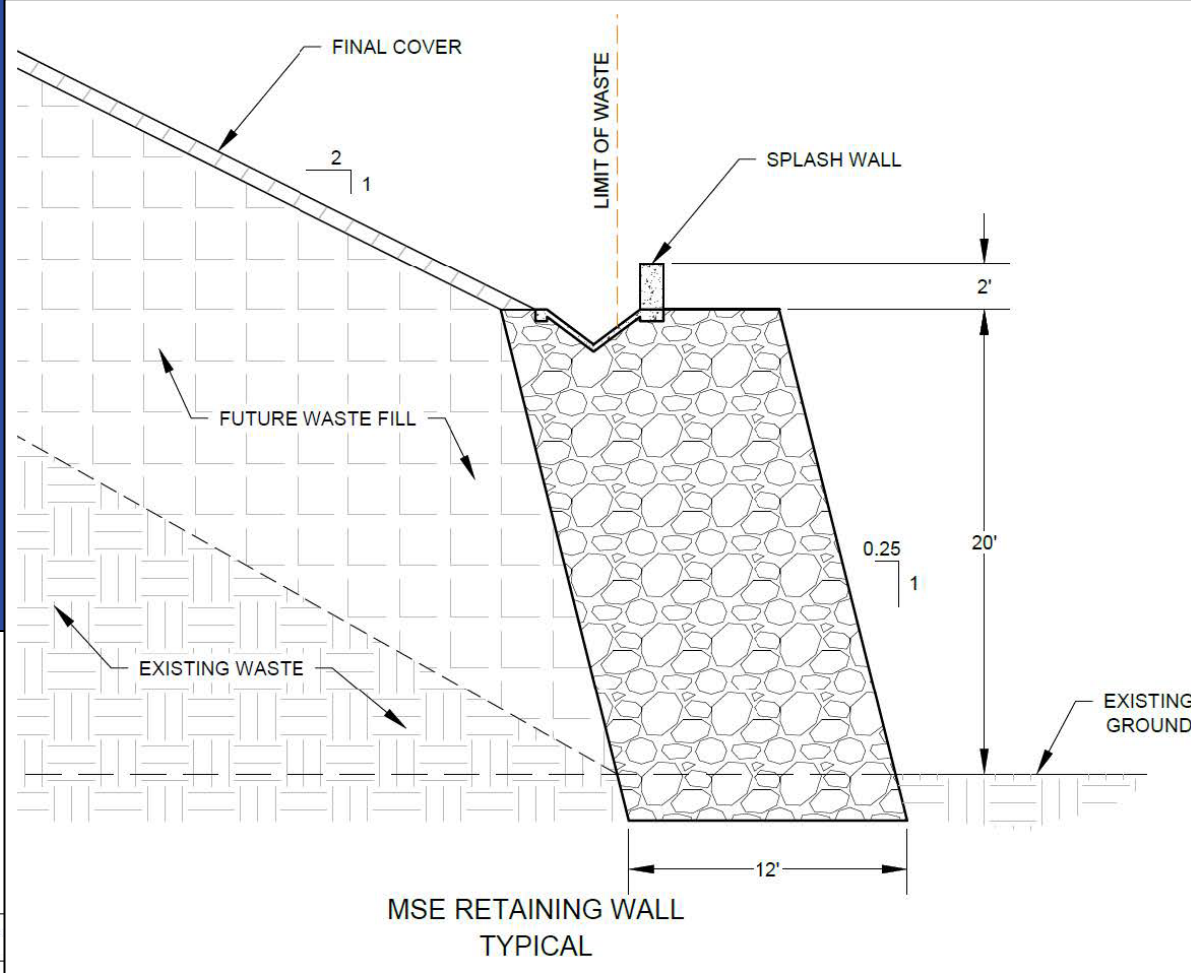 FINAL COVER
LIMIT OF WASTE
2
1
SPLASH WALL
2'
FUTURE WASTE FILL
0.25
1
20'
EXISTING WASTE
EXISTING
GROUND
12'
MSE RETAINING WALL
TYPICAL